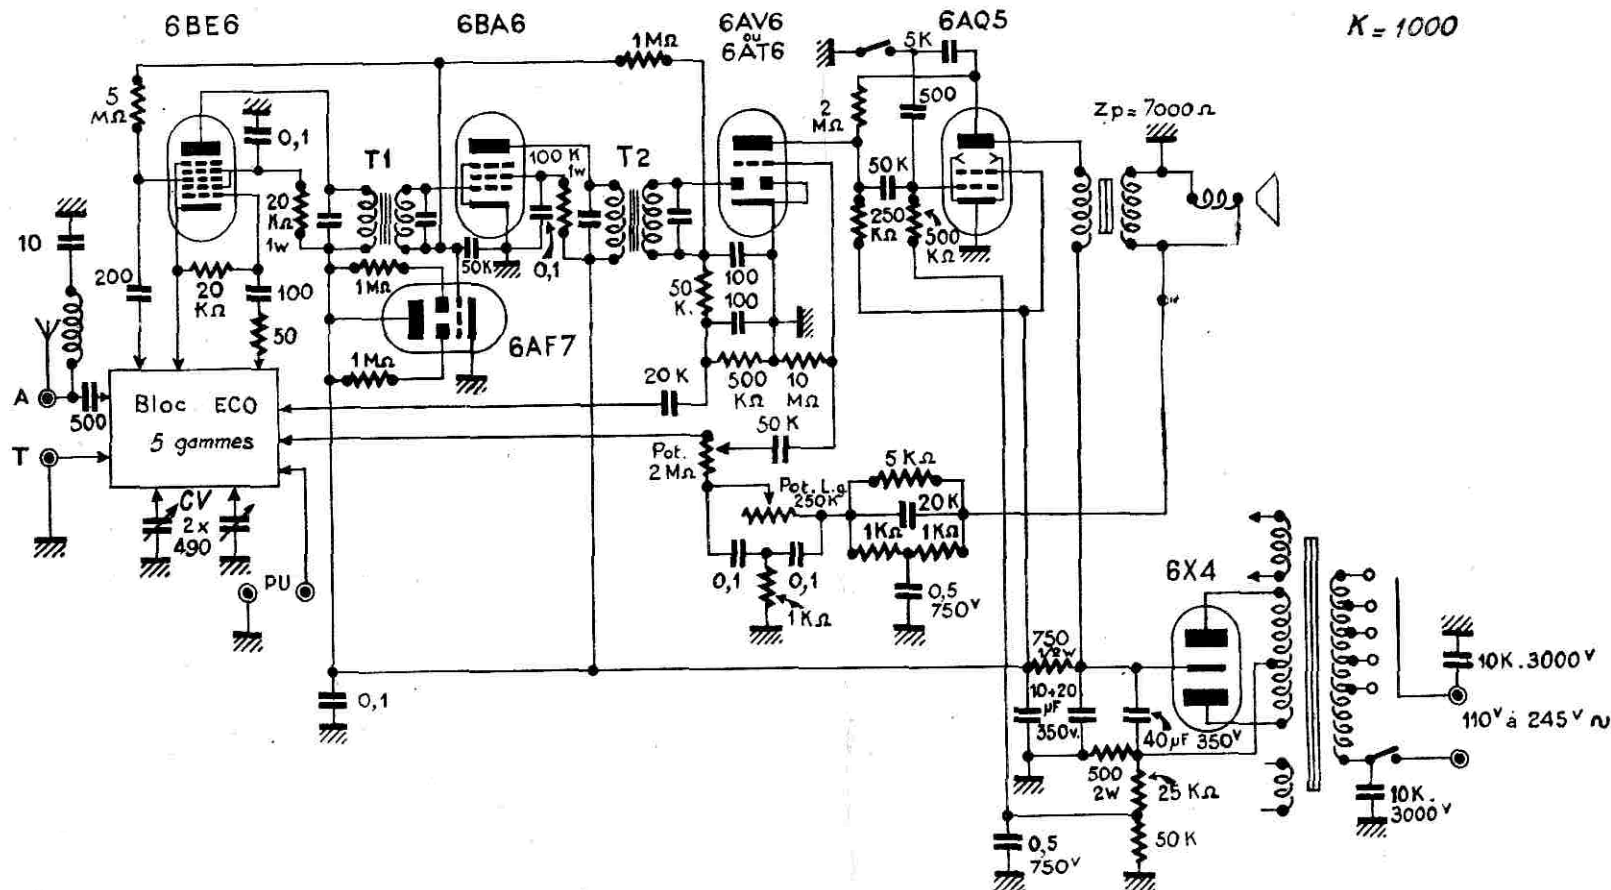 6BE6
6BA6
6AV6
ou
6AT6
6AQ5
K = 1000
1MΩ
5K
5
MΩ
0,1
T1
100 K
1w
T2
2
MΩ
500
Zp = 7000 Ω
20
KΩ
1w
50 K
250
KΩ
500
KΩ
10
200
20
KΩ
100
50
1MΩ
50K
0,1
50
K.
100
100
6AF7
1MΩ
A
500
Bloc ECO
5 gammes
20 K
500
KΩ
10
MΩ
50 K
T
Pot.
2 MΩ
Pot. L.g
250K
5 KΩ
20 K
1KΩ
1KΩ
CV
2 x
490
0,1
0,1
1KΩ
0,5
750V
PU
6X4
750
1/2 w
10+20
µF
350v.
40µF 350V
10K. 3000V
110V à 245V ~
0,1
500
2w
25 KΩ
10K.
3000V
0,5
750V
50 K